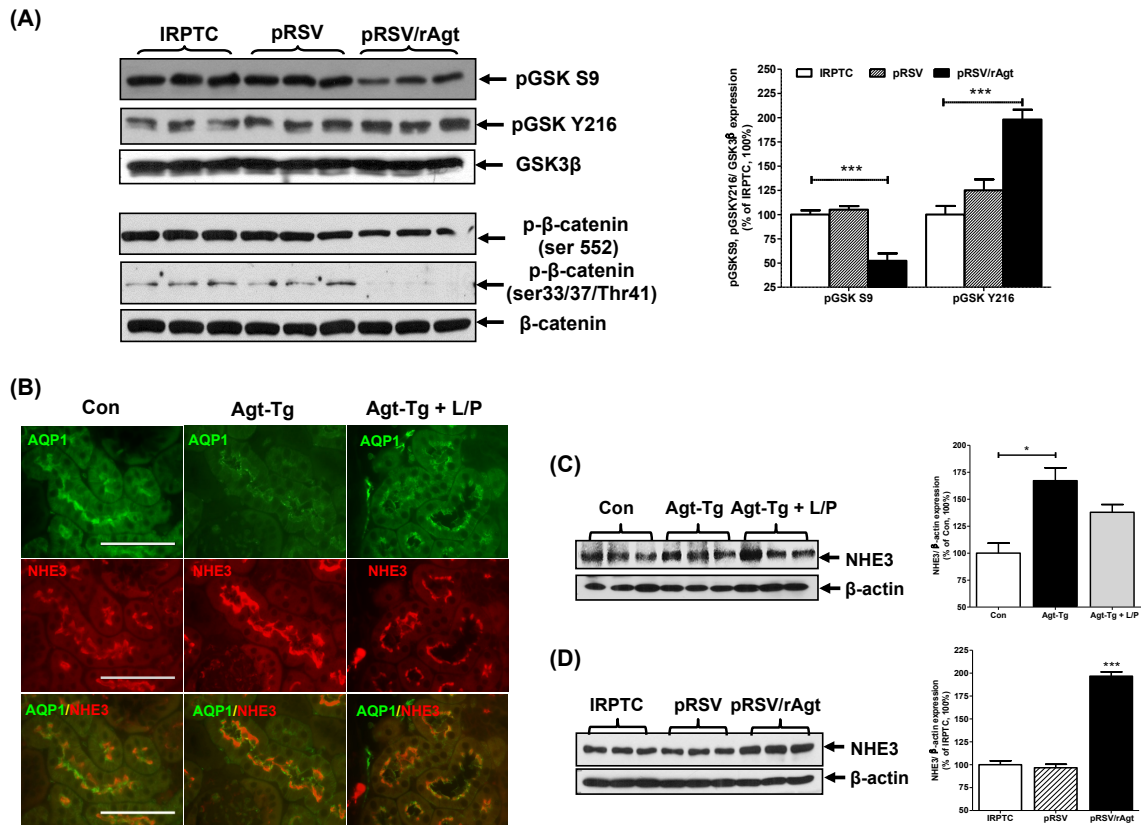 (A)
IRPTC pRSV pRSV/rAgt
pGSK S9
pGSK Y216
GSK3β
p-β-catenin
(ser 552)
p-β-catenin
(ser33/37/Thr41)
β-catenin
IRPTC pRSV pRSV/rAgt
pGSKS9, pGSKY216/ GSK3β expression
(% of IRPTC, 100%)
250
225
200
175
150
125
100
75
50
25
***
***
pGSK S9 pGSK Y216
(B)
Con Agt-Tg Agt-Tg + L/P
AQP1 AQP1 AQP1
NHE3 NHE3 NHE3
AQP1/NHE3 AQP1/NHE3 AQP1/NHE3
(C)
Con Agt-Tg Agt-Tg + L/P
NHE3
β-actin
NHE3/ β-actin expression
(% of Con, 100%)
200
175
150
125
100
75
50
*
Con Agt-Tg Agt-Tg + L/P
(D)
IRPTC pRSV pRSV/rAgt
NHE3
β-actin
NHE3/ β-actin expression
(% of IRPTC, 100%)
225
200
175
150
125
100
75
50
***
IRPTC pRSV pRSV/rAgt